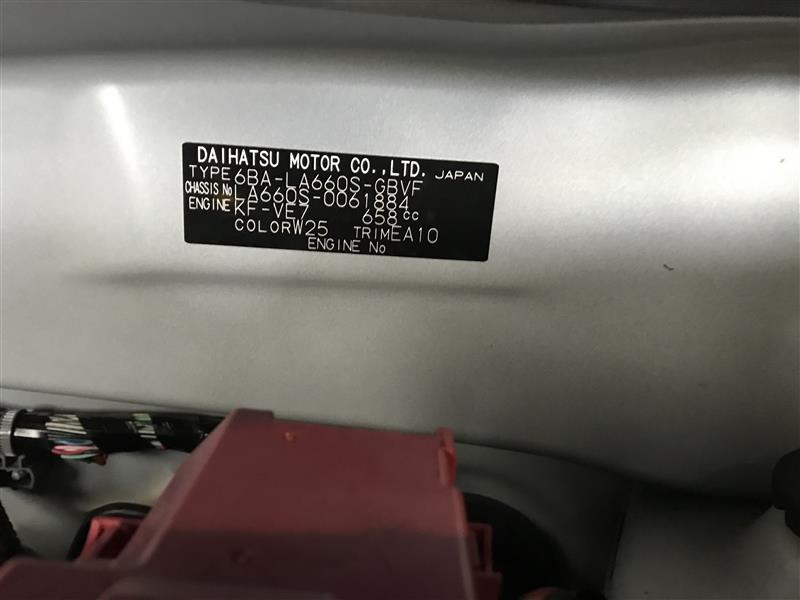 DAIHATSU MOTOR CO.,LTD. JAPAN
TYPE 6BA-LA660S-GBVF
CHASSIS No LA660S-0061884
ENGINE KF-VE7 658cc
COLOR W25 TRIM EA10
ENGINE No